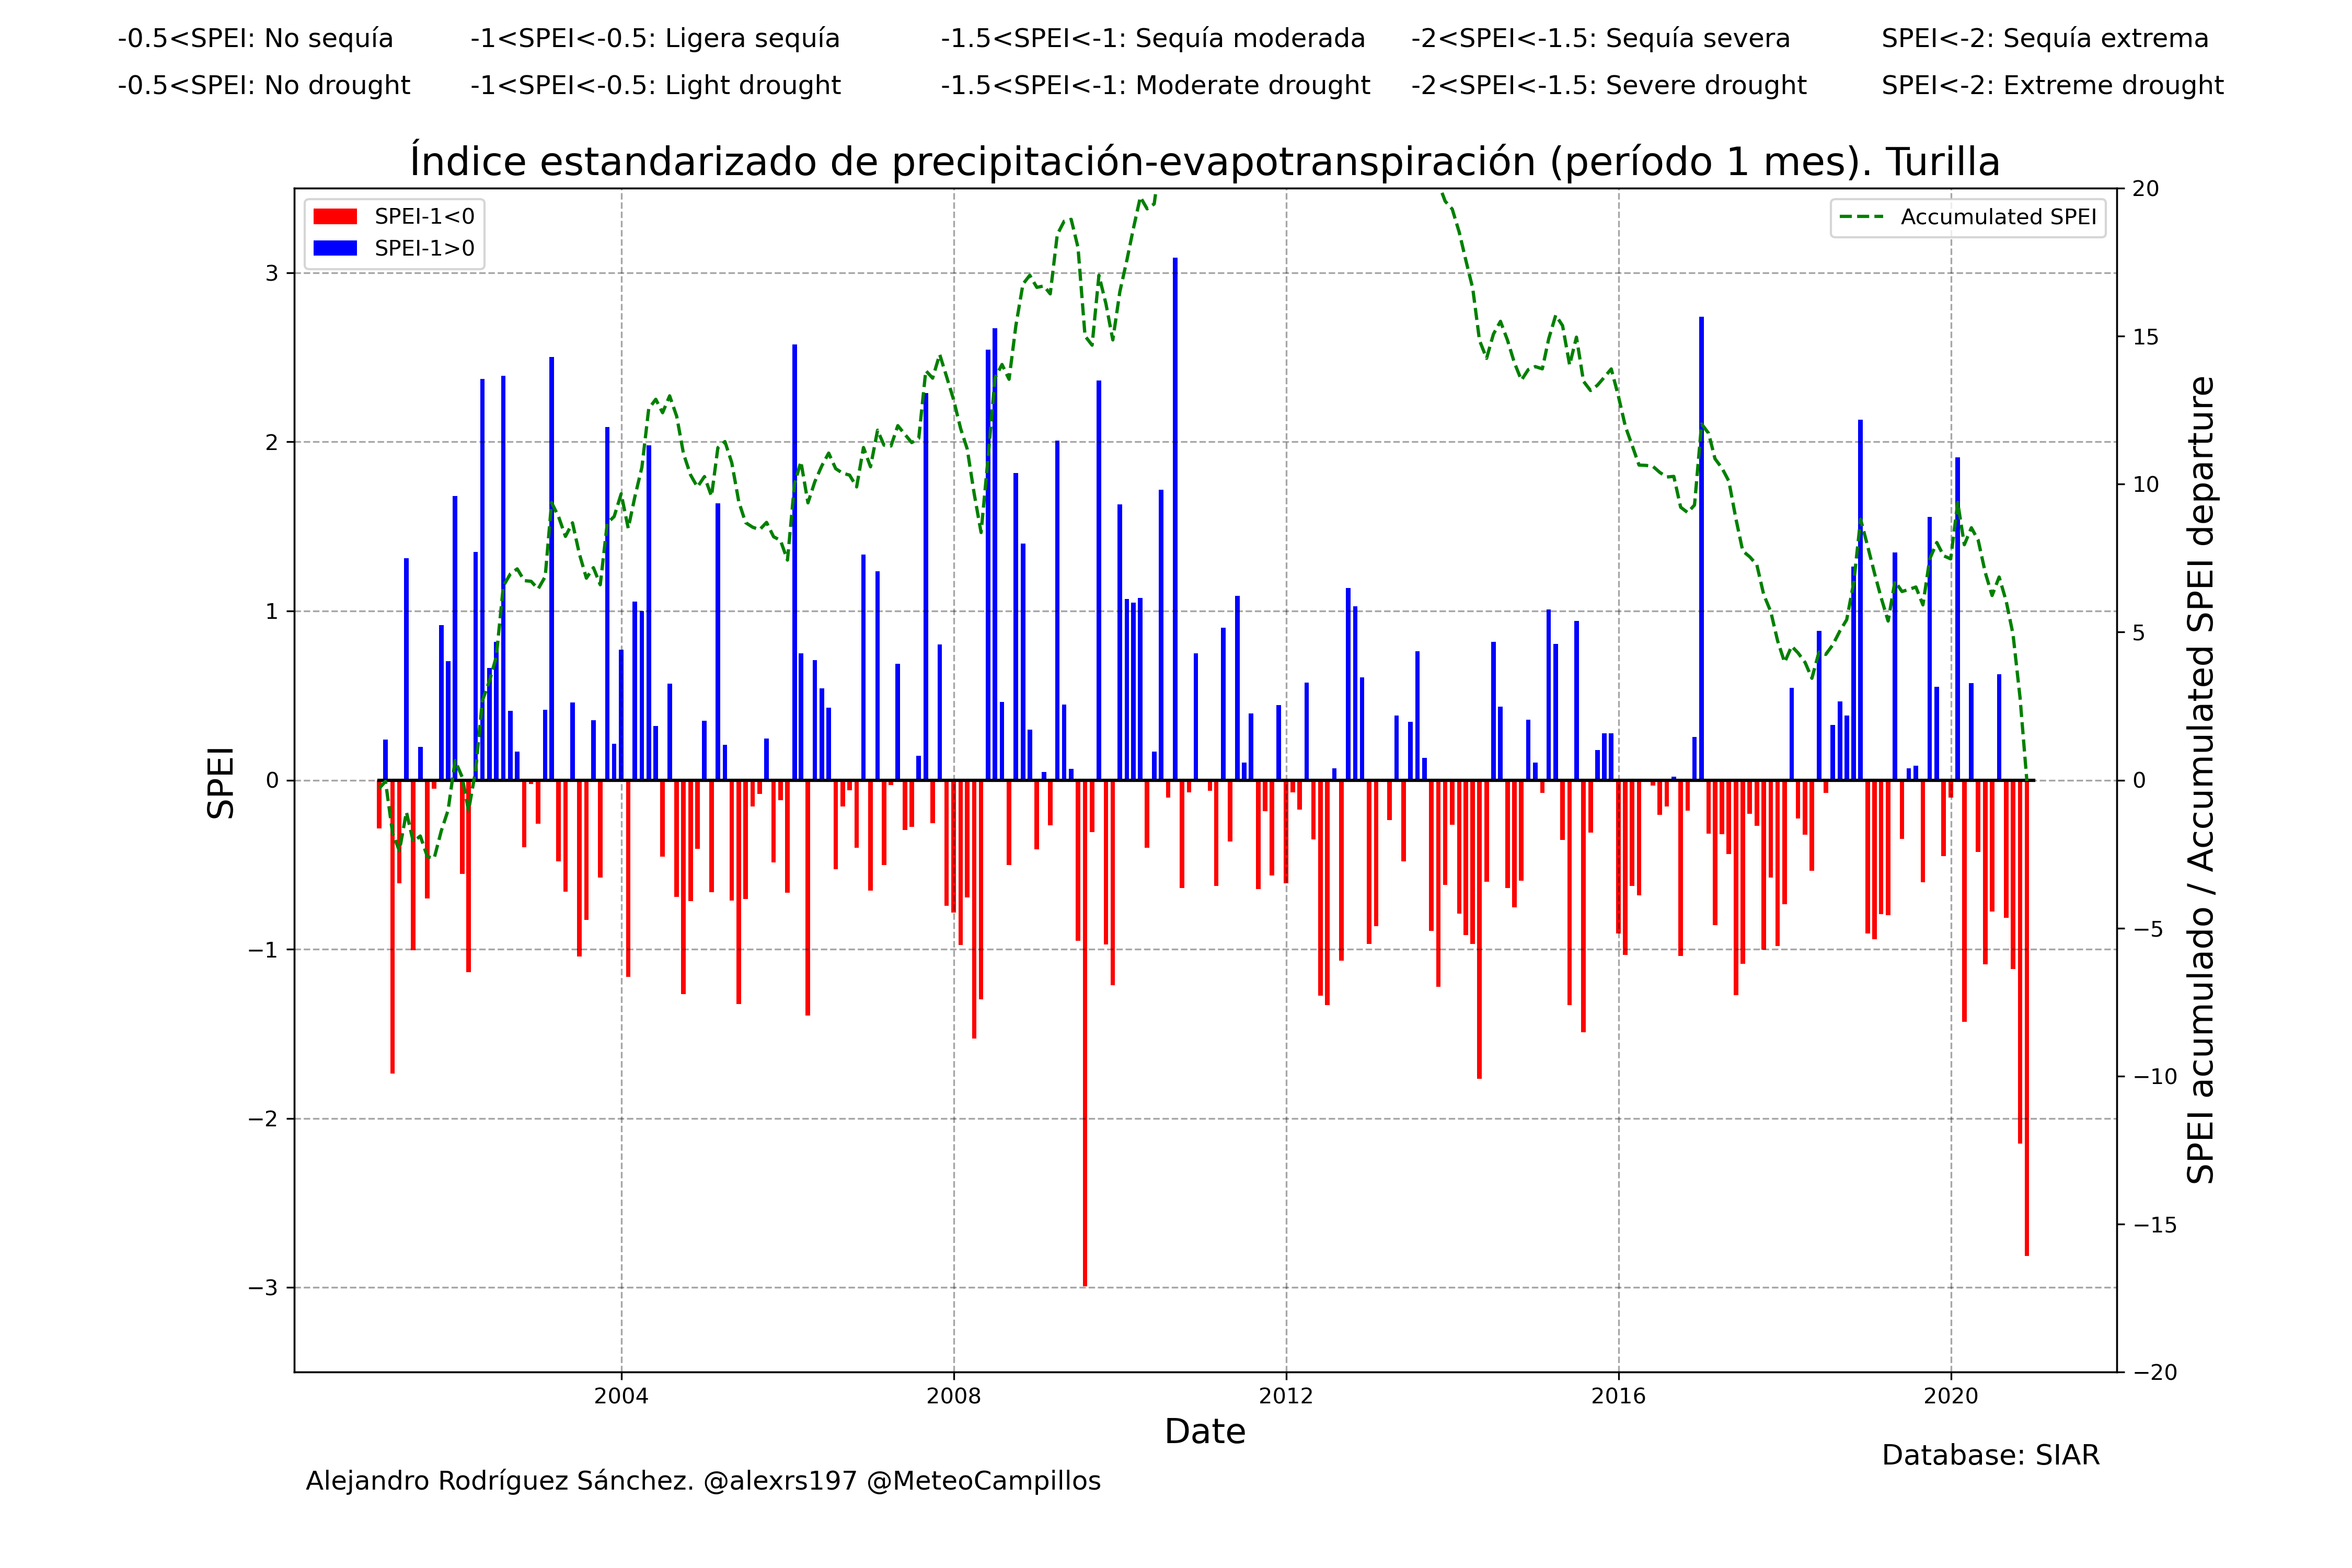 -0.5<SPEI: No sequía -1<SPEI<-0.5: Ligera sequía -1.5<SPEI<-1: Sequía moderada -2<SPEI<-1.5: Sequía severa SPEI<-2: Sequía extrema
-0.5<SPEI: No drought -1<SPEI<-0.5: Light drought -1.5<SPEI<-1: Moderate drought -2<SPEI<-1.5: Severe drought SPEI<-2: Extreme drought
Índice estandarizado de precipitación-evapotranspiración (período 1 mes). Turilla
SPEI-1<0
SPEI-1>0
Accumulated SPEI
SPEI
3
2
1
0
−1
−2
−3
20
15
10
5
0
−5
−10
−15
−20
SPEI acumulado / Accumulated SPEI departure
2004 2008 2012 2016 2020
Date
Database: SIAR
Alejandro Rodríguez Sánchez. @alexrs197 @MeteoCampillos